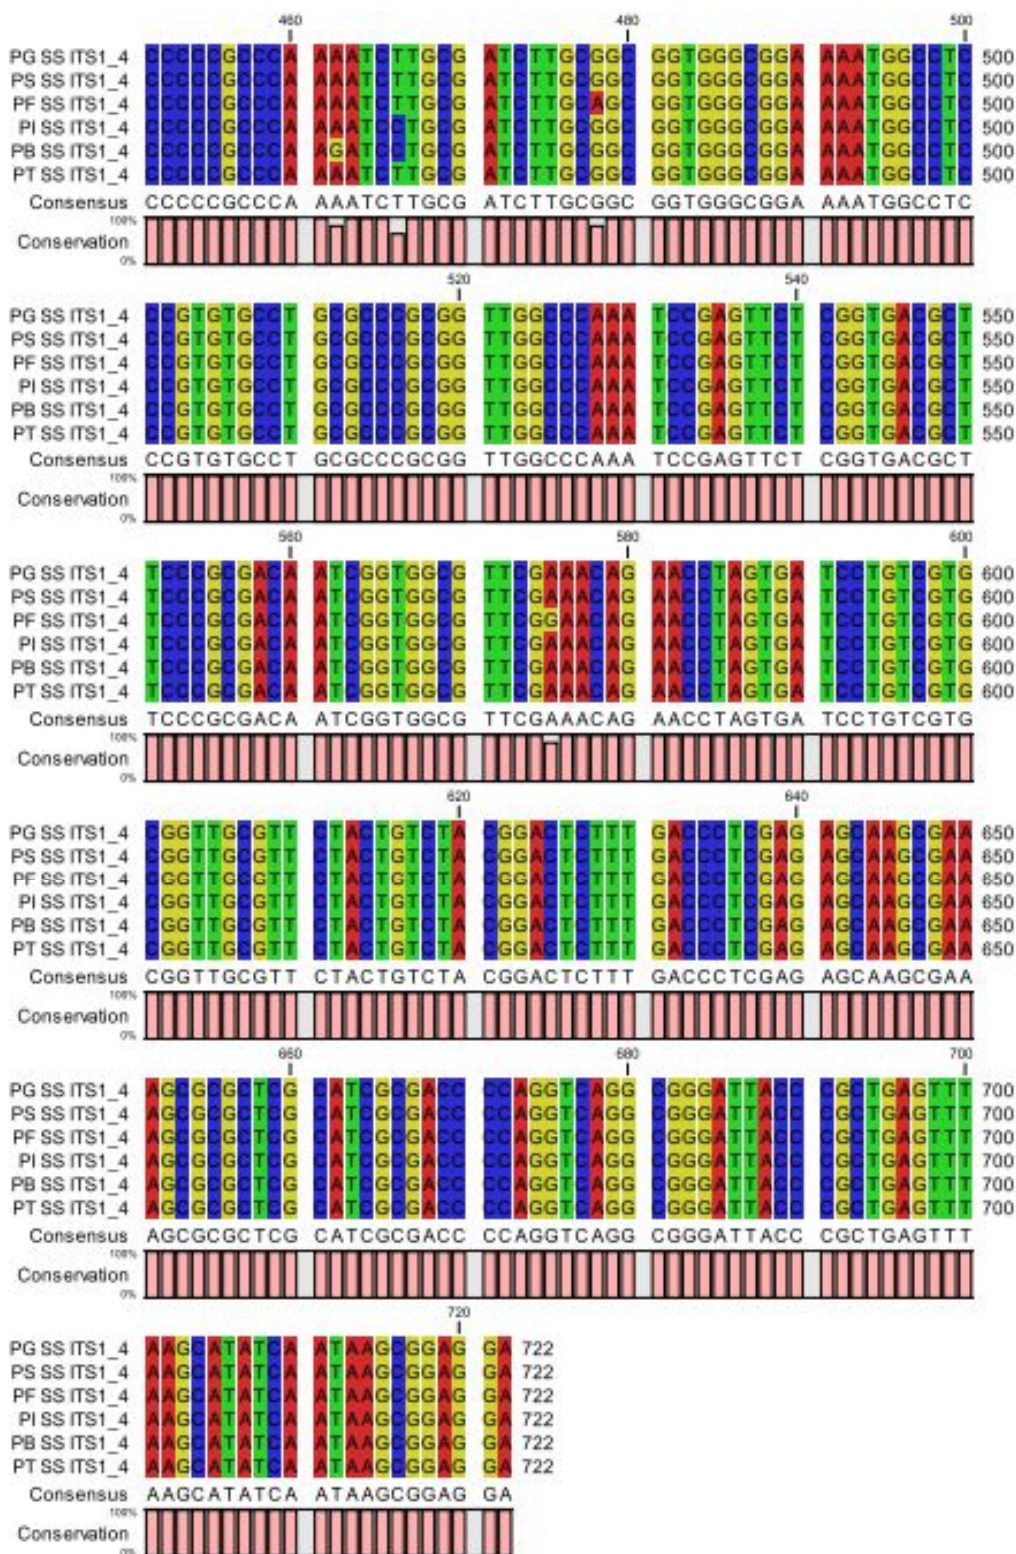 460 480 500
PG SS ITS1_4 CCCCCGCCCA AAATCTTGCG ATCTTGCGGC GGTGGGCGGA AAATGGCCTC 500
PS SS ITS1_4 CCCCCGCCCA AAATCTTGCG ATCTTGCGGC GGTGGGCGGA AAATGGCCTC 500
PF SS ITS1_4 CCCCCGCCCA AAATCTTGCG ATCTTGCAGC GGTGGGCGGA AAATGGCCTC 500
PI SS ITS1_4 CCCCCGCCCA AAATCCTGCG ATCTTGCGGC GGTGGGCGGA AAATGGCCTC 500
PB SS ITS1_4 CCCCCGCCCA AGATCCTGCG ATCTTGCGGC GGTGGGCGGA AAATGGCCTC 500
PT SS ITS1_4 CCCCCGCCCA AAATCTTGCG ATCTTGCGGC GGTGGGCGGA AAATGGCCTC 500
Consensus CCCCCGCCCA AAATCTTGCG ATCTTGCGGC GGTGGGCGGA AAATGGCCTC
100%
Conservation
0%
520 540
PG SS ITS1_4 CCGTGTGCCT GCGCCCGCGG TTGGCCCAAA TCCGAGTTCT CGGTGACGCT 550
PS SS ITS1_4 CCGTGTGCCT GCGCCCGCGG TTGGCCCAAA TCCGAGTTCT CGGTGACGCT 550
PF SS ITS1_4 CCGTGTGCCT GCGCCCGCGG TTGGCCCAAA TCCGAGTTCT CGGTGACGCT 550
PI SS ITS1_4 CCGTGTGCCT GCGCCCGCGG TTGGCCCAAA TCCGAGTTCT CGGTGACGCT 550
PB SS ITS1_4 CCGTGTGCCT GCGCCCGCGG TTGGCCCAAA TCCGAGTTCT CGGTGACGCT 550
PT SS ITS1_4 CCGTGTGCCT GCGCCCGCGG TTGGCCCAAA TCCGAGTTCT CGGTGACGCT 550
Consensus CCGTGTGCCT GCGCCCGCGG TTGGCCCAAA TCCGAGTTCT CGGTGACGCT
100%
Conservation
0%
560 580 600
PG SS ITS1_4 TCCCGCGACA ATCGGTGGCG TTCGAAACAG AACCTAGTGA TCCTGTCGTG 600
PS SS ITS1_4 TCCCGCGACA ATCGGTGGCG TTCGAAACAG AACCTAGTGA TCCTGTCGTG 600
PF SS ITS1_4 TCCCGCGACA ATCGGTGGCG TTCGGAACAG AACCTAGTGA TCCTGTCGTG 600
PI SS ITS1_4 TCCCGCGACA ATCGGTGGCG TTCGAAACAG AACCTAGTGA TCCTGTCGTG 600
PB SS ITS1_4 TCCCGCGACA ATCGGTGGCG TTCGAAACAG AACCTAGTGA TCCTGTCGTG 600
PT SS ITS1_4 TCCCGCGACA ATCGGTGGCG TTCGAAACAG AACCTAGTGA TCCTGTCGTG 600
Consensus TCCCGCGACA ATCGGTGGCG TTCGAAACAG AACCTAGTGA TCCTGTCGTG
100%
Conservation
0%
620 640
PG SS ITS1_4 CGGTTGCGTT CTACTGTCTA CGGACTCTTT GACCCTCGAG AGCAAGCGAA 650
PS SS ITS1_4 CGGTTGCGTT CTACTGTCTA CGGACTCTTT GACCCTCGAG AGCAAGCGAA 650
PF SS ITS1_4 CGGTTGCGTT CTACTGTCTA CGGACTCTTT GACCCTCGAG AGCAAGCGAA 650
PI SS ITS1_4 CGGTTGCGTT CTACTGTCTA CGGACTCTTT GACCCTCGAG AGCAAGCGAA 650
PB SS ITS1_4 CGGTTGCGTT CTACTGTCTA CGGACTCTTT GACCCTCGAG AGCAAGCGAA 650
PT SS ITS1_4 CGGTTGCGTT CTACTGTCTA CGGACTCTTT GACCCTCGAG AGCAAGCGAA 650
Consensus CGGTTGCGTT CTACTGTCTA CGGACTCTTT GACCCTCGAG AGCAAGCGAA
100%
Conservation
0%
660 680 700
PG SS ITS1_4 AGCGCGCTCG CATCGCGACC CCAGGTCAGG CGGGATTACC CGCTGAGTTT 700
PS SS ITS1_4 AGCGCGCTCG CATCGCGACC CCAGGTCAGG CGGGATTACC CGCTGAGTTT 700
PF SS ITS1_4 AGCGCGCTCG CATCGCGACC CCAGGTCAGG CGGGATTACC CGCTGAGTTT 700
PI SS ITS1_4 AGCGCGCTCG CATCGCGACC CCAGGTCAGG CGGGATTACC CGCTGAGTTT 700
PB SS ITS1_4 AGCGCGCTCG CATCGCGACC CCAGGTCAGG CGGGATTACC CGCTGAGTTT 700
PT SS ITS1_4 AGCGCGCTCG CATCGCGACC CCAGGTCAGG CGGGATTACC CGCTGAGTTT 700
Consensus AGCGCGCTCG CATCGCGACC CCAGGTCAGG CGGGATTACC CGCTGAGTTT
100%
Conservation
0%
720
PG SS ITS1_4 AAGCATATCA ATAAGCGGAG GA 722
PS SS ITS1_4 AAGCATATCA ATAAGCGGAG GA 722
PF SS ITS1_4 AAGCATATCA ATAAGCGGAG GA 722
PI SS ITS1_4 AAGCATATCA ATAAGCGGAG GA 722
PB SS ITS1_4 AAGCATATCA ATAAGCGGAG GA 722
PT SS ITS1_4 AAGCATATCA ATAAGCGGAG GA 722
Consensus AAGCATATCA ATAAGCGGAG GA
100%
Conservation
0%